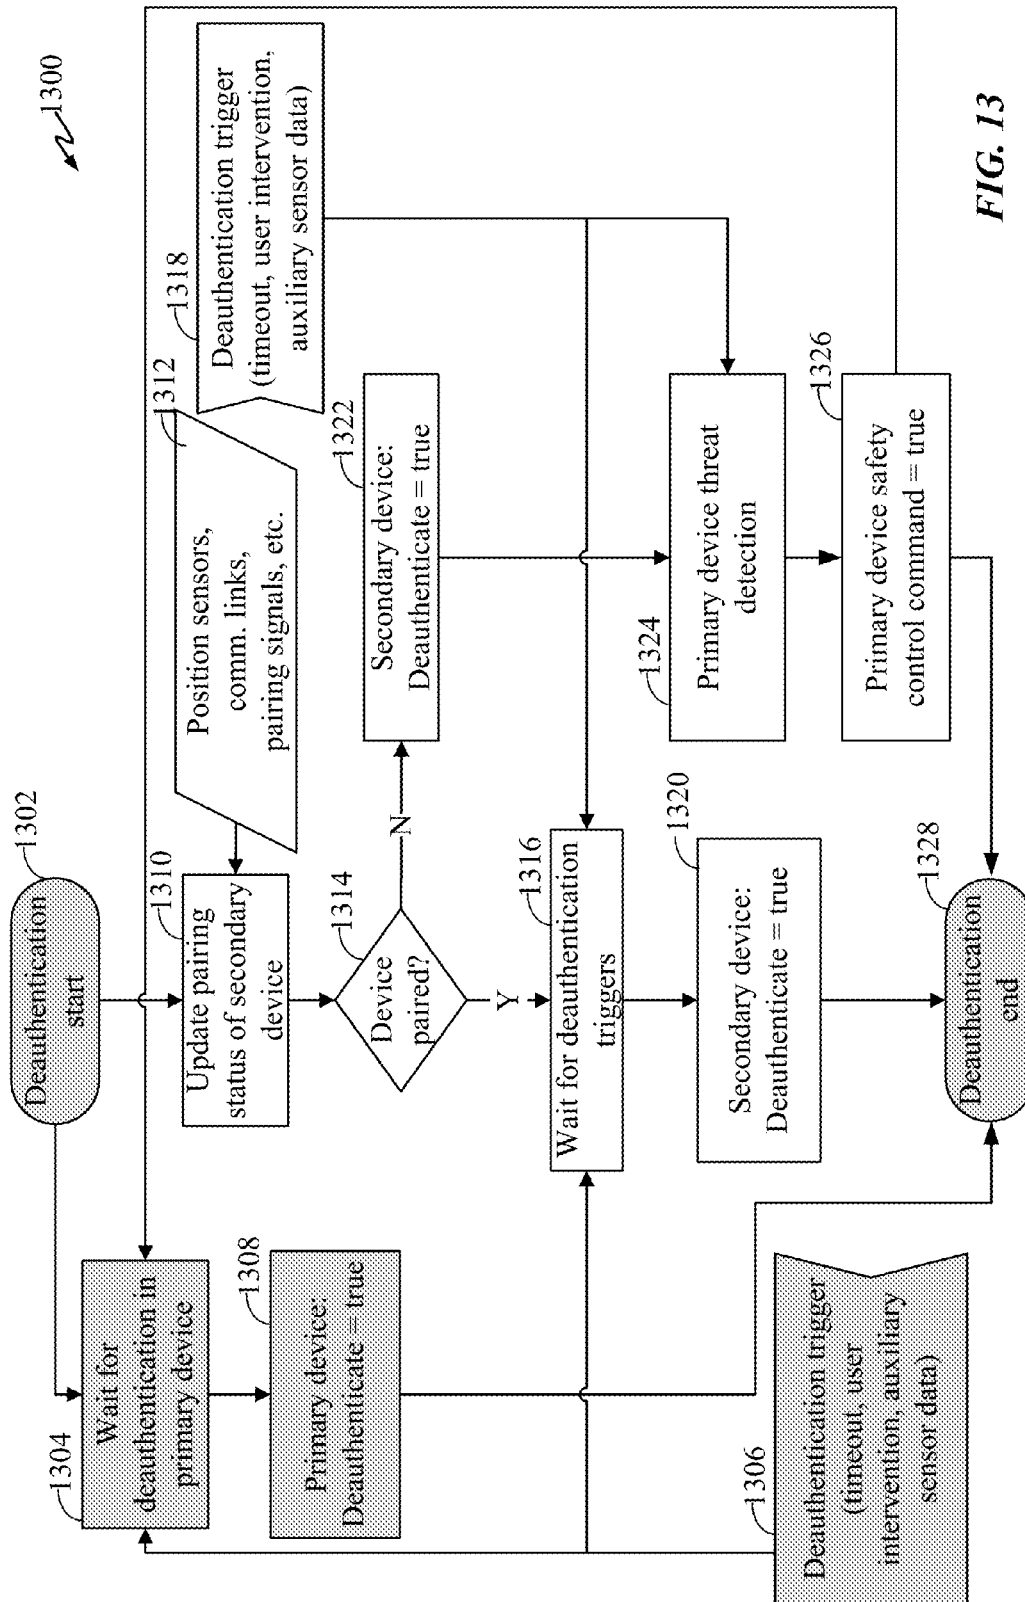 1300
1302
Deauthentication
start
1304
Wait for
deauthentication in
primary device
1308
Primary device:
Deauthenticate = true
1306
Deauthentication trigger
(timeout, user
intervention, auxiliary
sensor data)
1310
Update pairing
status of secondary
device
1312
Position sensors,
comm. links,
pairing signals, etc.
1314
Device
paired?
N
Y
1316
Wait for deauthentication
triggers
1318
Deauthentication trigger
(timeout, user intervention,
auxiliary sensor data)
1320
Secondary device:
Deauthenticate = true
1322
Secondary device:
Deauthenticate = true
1324
Primary device threat
detection
1326
Primary device safety
control command = true
1328
Deauthentication
end
FIG. 13